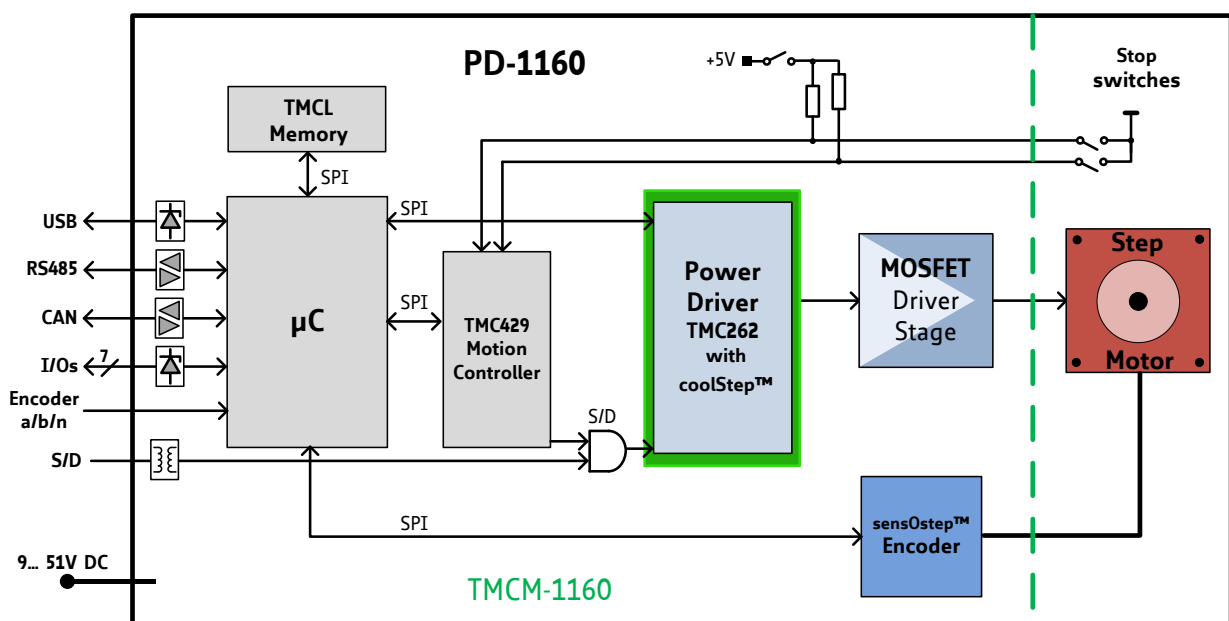 PD-1160
+5V
Stop
switches
TMCL
Memory
SPI
USB
SPI
RS485
CAN
I/Os
7
Encoder
a/b/n
S/D
µC
SPI
TMC429
Motion
Controller
S/D
Power
Driver
TMC262
with
coolStep™
MOSFET
Driver
Stage
Step
Motor
SPI
sensOstep™
Encoder
9... 51V DC
TMCM-1160